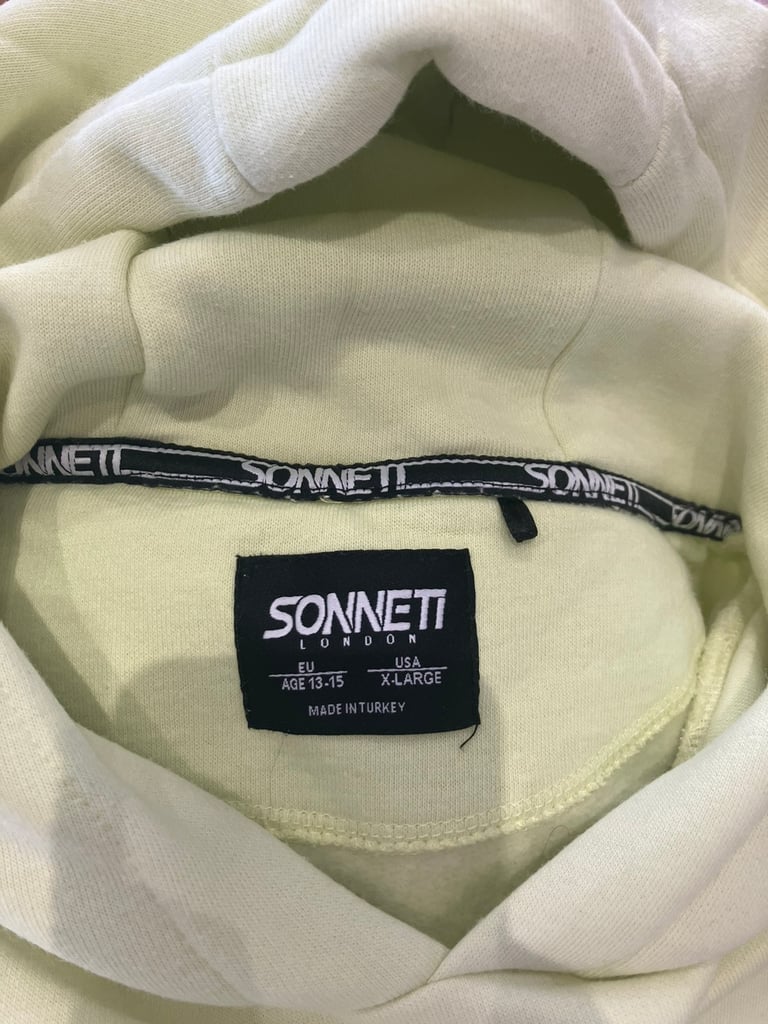 SONNETI
SONNETI
SONNETI
SONNETI
SONNETI
LONDON
EU USA
AGE 13-15 X-LARGE
MADE IN TURKEY